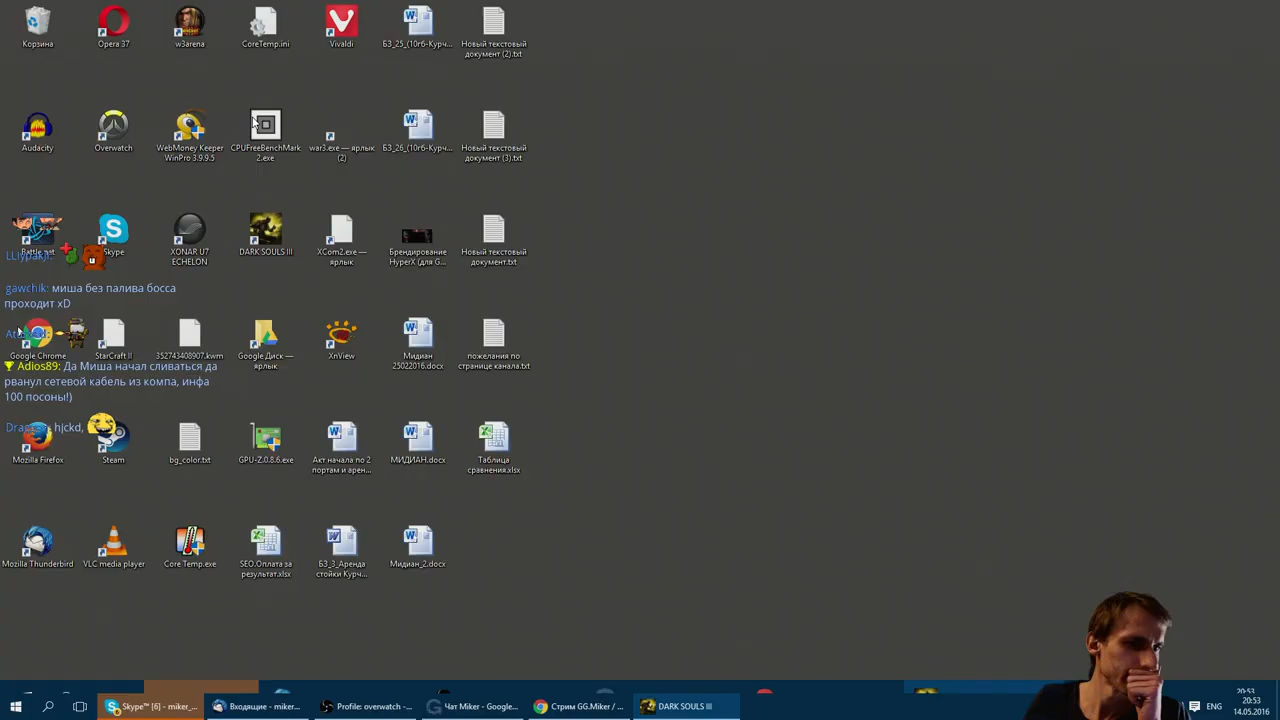 Корзина
Opera 37
w3arena
CoreTemp.ini
Vivaldi
БЗ_25_(10гб-Курч...
Новый текстовый
документ (2).txt
Audacity
Overwatch
WebMoney Keeper
WinPro 3.9.9.5
CPUFreeBenchMark
2.exe
war3.exe — ярлык
(2)
БЗ_26_(10гб-Курч...
Новый текстовый
документ (3).txt
Skype
XONAR U7
ECHELON
DARK SOULS III
XCom2.exe —
ярлык
Брендирование
HyperX (для G...
Новый текстовый
документ.txt
gawchik: миша без палива босса
проходит xD
Google Chrome
StarCraft II
352743408907.kwm
Google Диск —
ярлык
XnView
Мидиан
25022016.docx
пожелания по
странице канала.txt
Adios89: Да Миша начал сливаться да
рванул сетевой кабель из компа, инфа
100 посоны!)
hjckd,
Mozilla Firefox
Steam
bg_color.txt
GPU-Z.0.8.6.exe
Акт начала по 2
портам и арен...
МИДИАН.docx
Таблица
сравнения.xlsx
Mozilla Thunderbird
VLC media player
Core Temp.exe
SEO.Оплата за
результат.xlsx
БЗ_3_Аренда
стойки Курч...
Мидиан_2.docx
Skype™ [6] - miker_...
Входящие - miker...
Profile: overwatch -...
Чат Miker - Google...
Стрим GG.Miker / ...
DARK SOULS III
ENG
20:53
20:53
14.05.2016